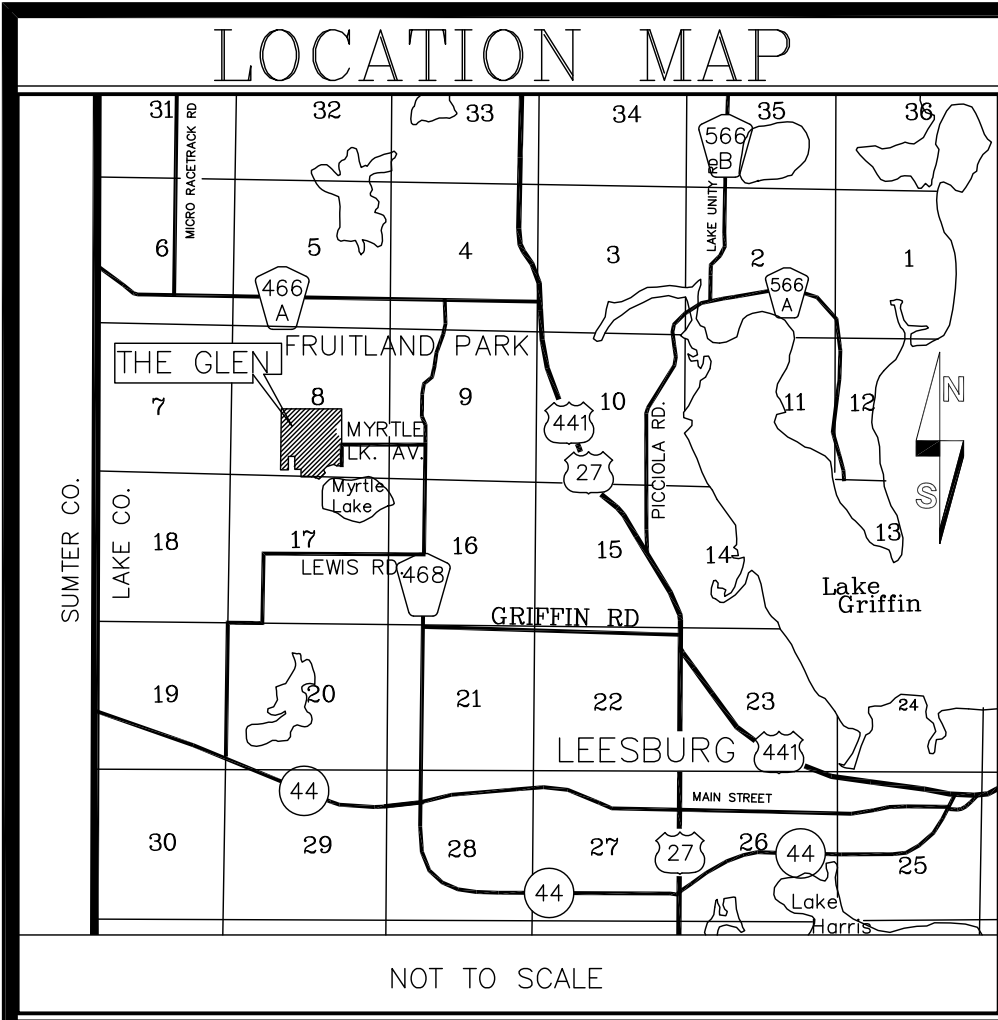 LOCATION MAP
31
32
33
34
35
36
MICRO RACETRACK RD
566
B
LAKE UNITY RD
6
5
4
3
2
1
466
A
566
A
FRUITLAND PARK
THE GLEN
7
8
9
10
11
12
N
MYRTLE
LK. AV.
441
27
PICCIOLA RD.
Myrtle
Lake
S
SUMTER CO.
LAKE CO.
18
17
16
15
14
13
LEWIS RD.
468
Lake
Griffin
GRIFFIN RD
19
20
21
22
23
24
LEESBURG
441
44
MAIN STREET
30
29
28
27
27
26
44
25
44
Lake
Harris
NOT TO SCALE